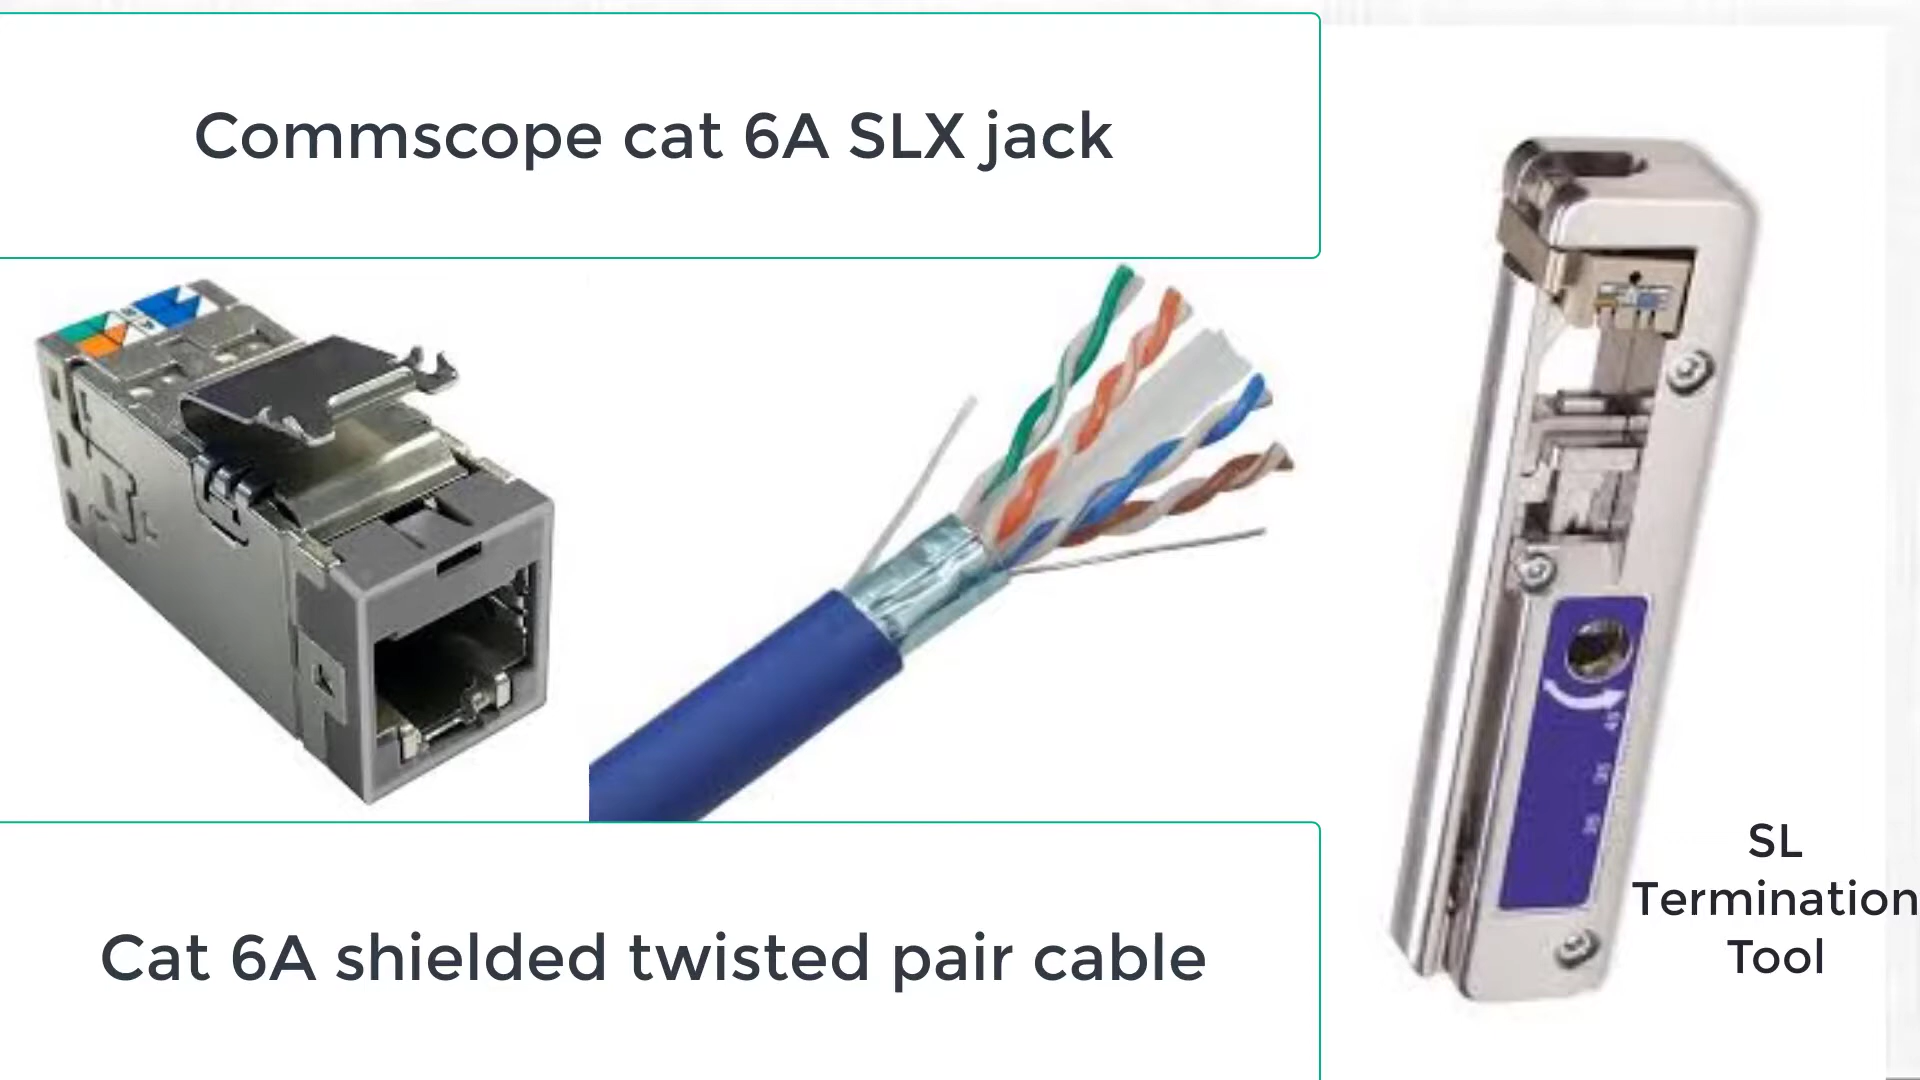 Commscope cat 6A SLX jack
Cat 6A shielded twisted pair cable
SL
Termination
Tool